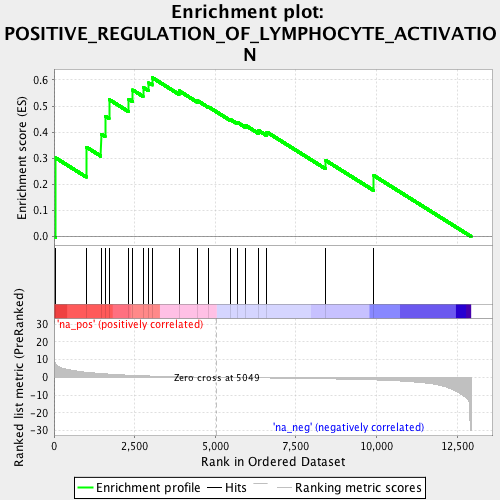 Enrichment plot:
POSITIVE_REGULATION_OF_LYMPHOCYTE_ACTIVATIO
N
Enrichment score (ES)
0.6
0.5
0.4
0.3
0.2
0.1
0.0
'na_pos' (positively correlated)
Ranked list metric (PreRanked)
30
20
10
0
-10
-20
-30
Zero cross at 5049
'na_neg' (negatively correlated)
0
2,500
5,000
7,500
10,000
12,500
Rank in Ordered Dataset
Enrichment profile
Hits
Ranking metric scores